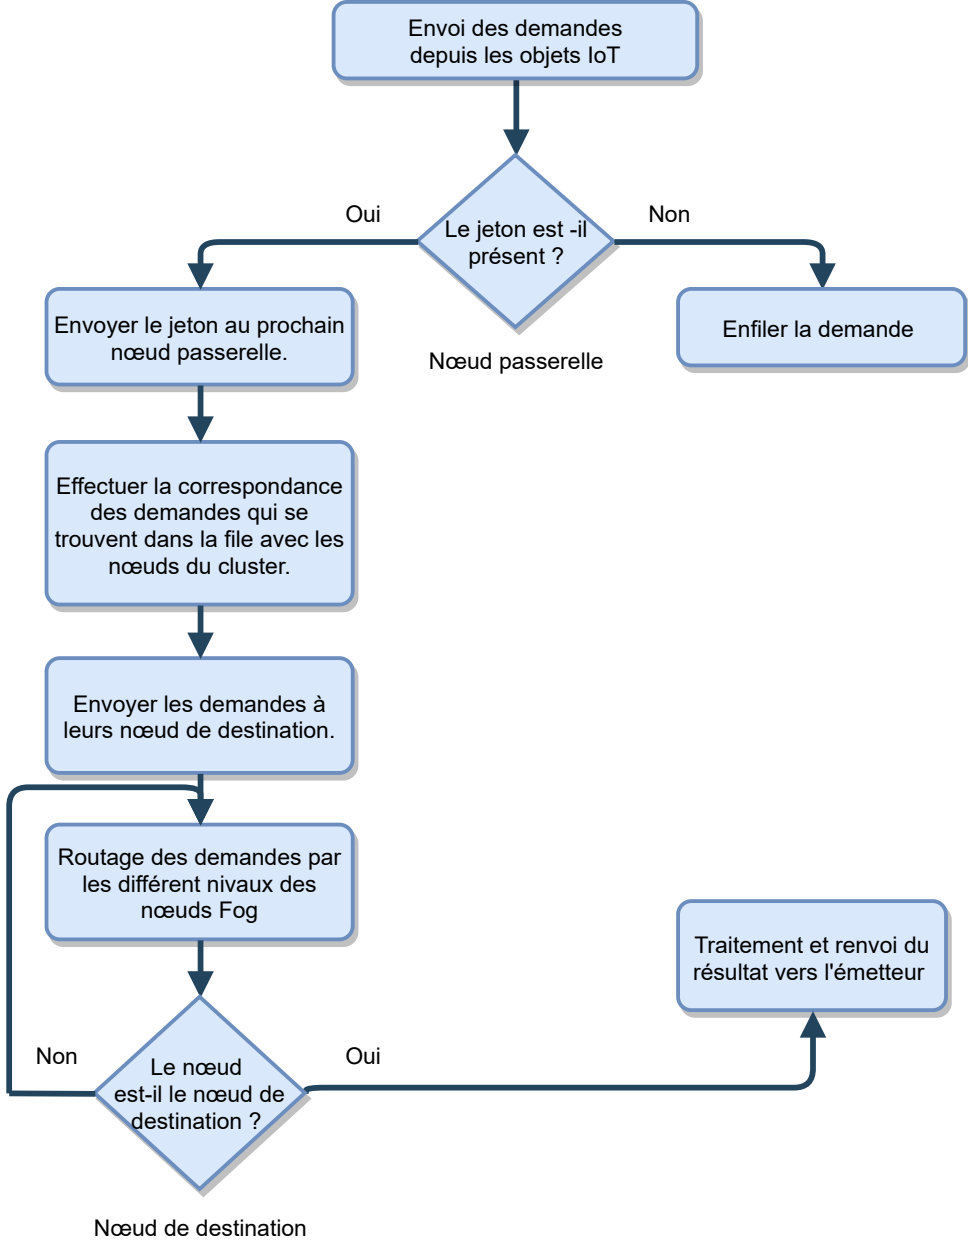 Envoi des demandes
depuis les objets IoT
Oui
Non
Le jeton est -il
présent ?
Envoyer le jeton au prochain
nœud passerelle.
Enfiler la demande
Nœud passerelle
Effectuer la correspondance
des demandes qui se
trouvent dans la file avec les
nœuds du cluster.
Envoyer les demandes à
leurs nœud de destination.
Routage des demandes par
les différent nivaux des
nœuds Fog
Traitement et renvoi du
résultat vers l'émetteur
Non
Oui
Le nœud
est-il le nœud de
destination ?
Nœud de destination